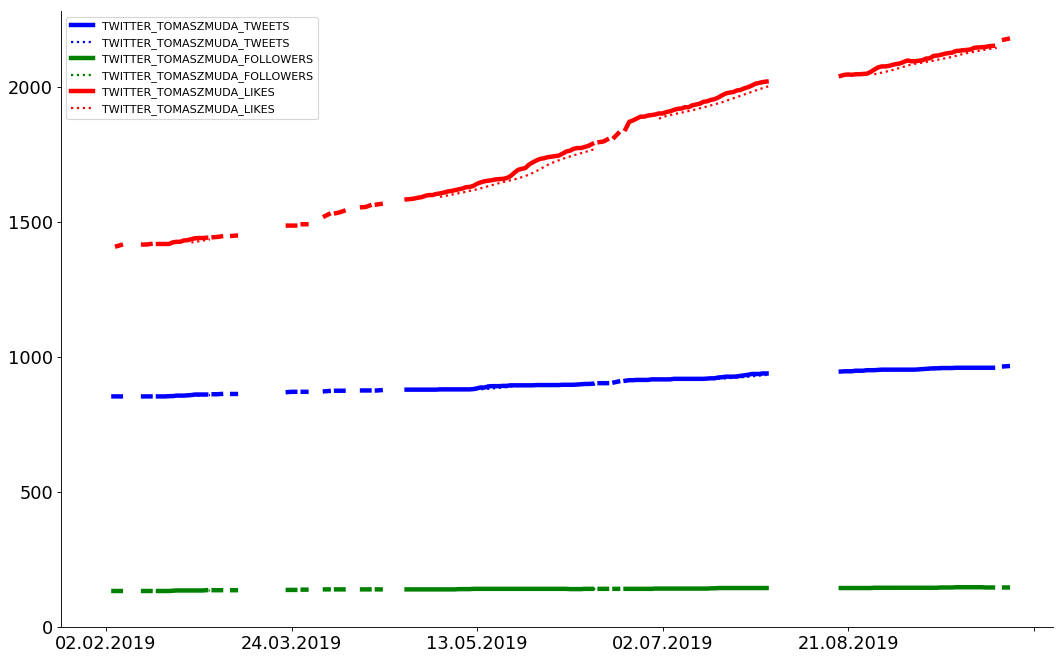 TWITTER_TOMASZMUDA_TWEETS
TWITTER_TOMASZMUDA_TWEETS
TWITTER_TOMASZMUDA_FOLLOWERS
TWITTER_TOMASZMUDA_FOLLOWERS
TWITTER_TOMASZMUDA_LIKES
TWITTER_TOMASZMUDA_LIKES
2000
1500
1000
500
0
02.02.2019 24.03.2019 13.05.2019 02.07.2019 21.08.2019